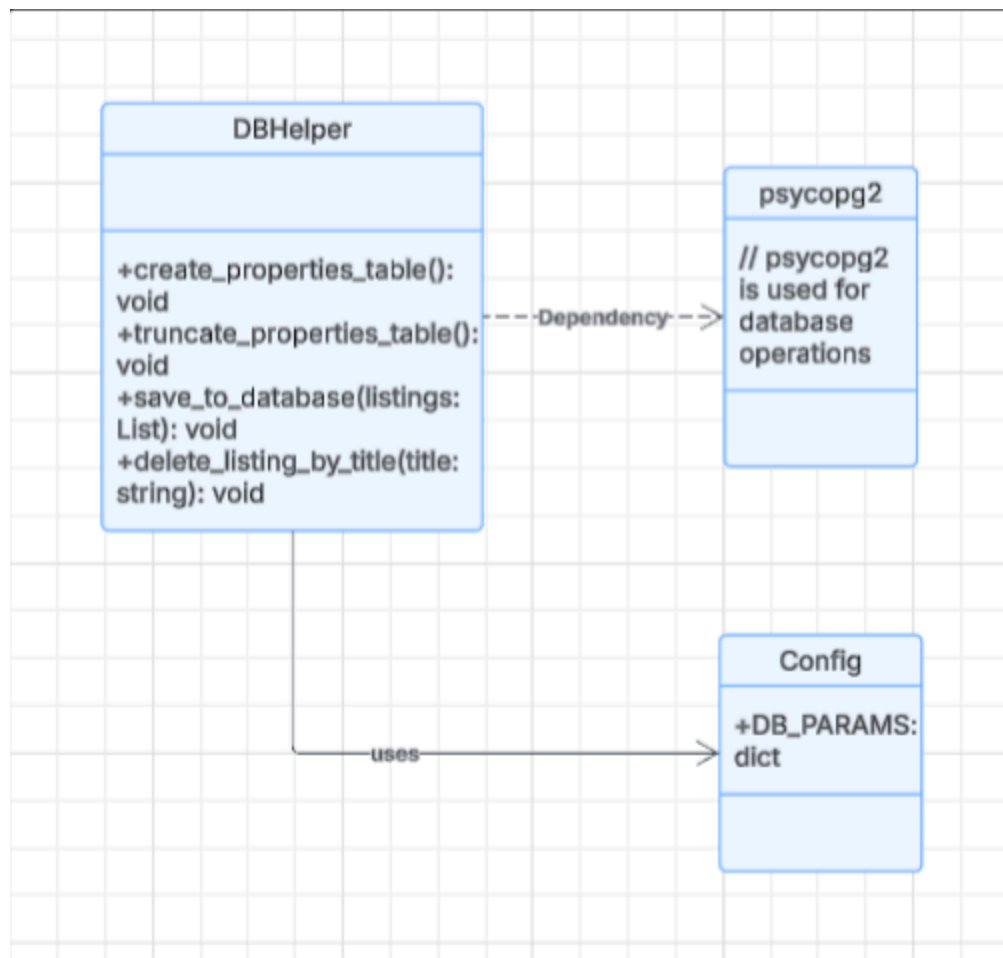 DBHelper
+create_properties_table():
void
+truncate_properties_table():
void
+save_to_database(listings:
List): void
+delete_listing_by_title(title:
string): void
Dependency
psycopg2
// psycopg2
is used for
database
operations
uses
Config
+DB_PARAMS:
dict